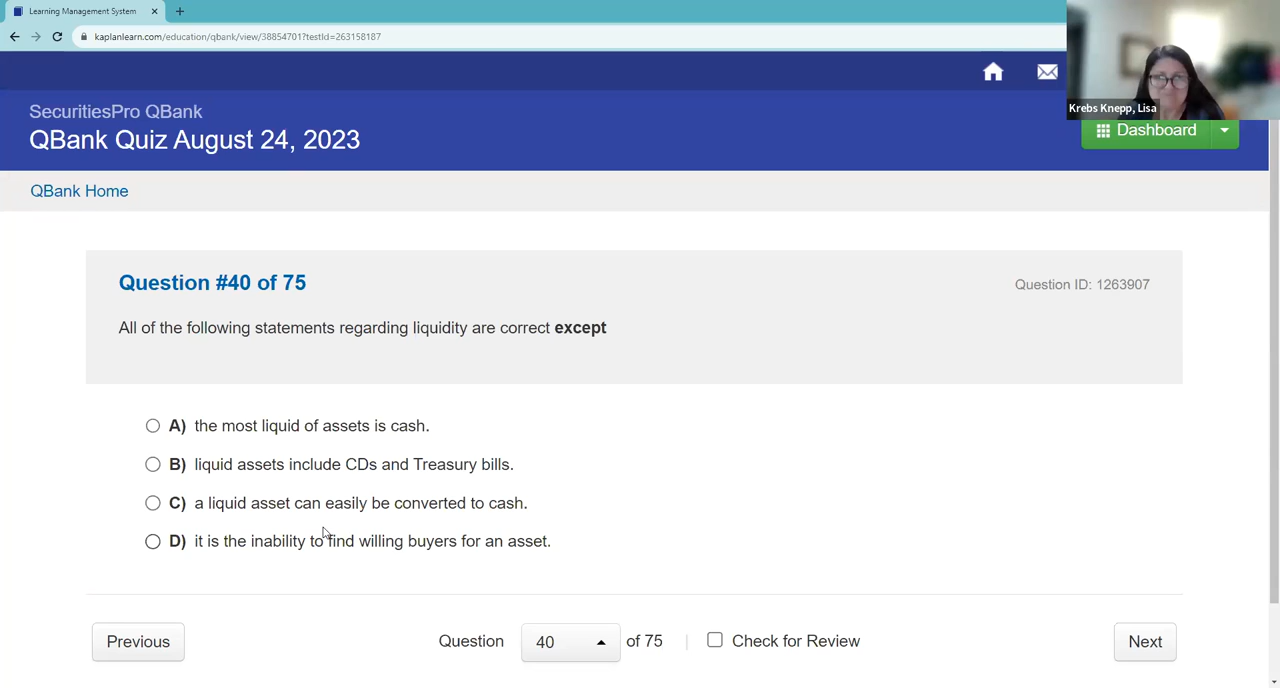 Learning Management System
kaplanlearn.com/education/qbank/view/38854701?testId=263158187
Krebs Knepp, Lisa
SecuritiesPro QBank
QBank Quiz August 24, 2023
Dashboard
QBank Home
Question #40 of 75
Question ID: 1263907
All of the following statements regarding liquidity are correct except
A) the most liquid of assets is cash.
B) liquid assets include CDs and Treasury bills.
C) a liquid asset can easily be converted to cash.
D) it is the inability to find willing buyers for an asset.
Previous
Question 40 of 75
Check for Review
Next